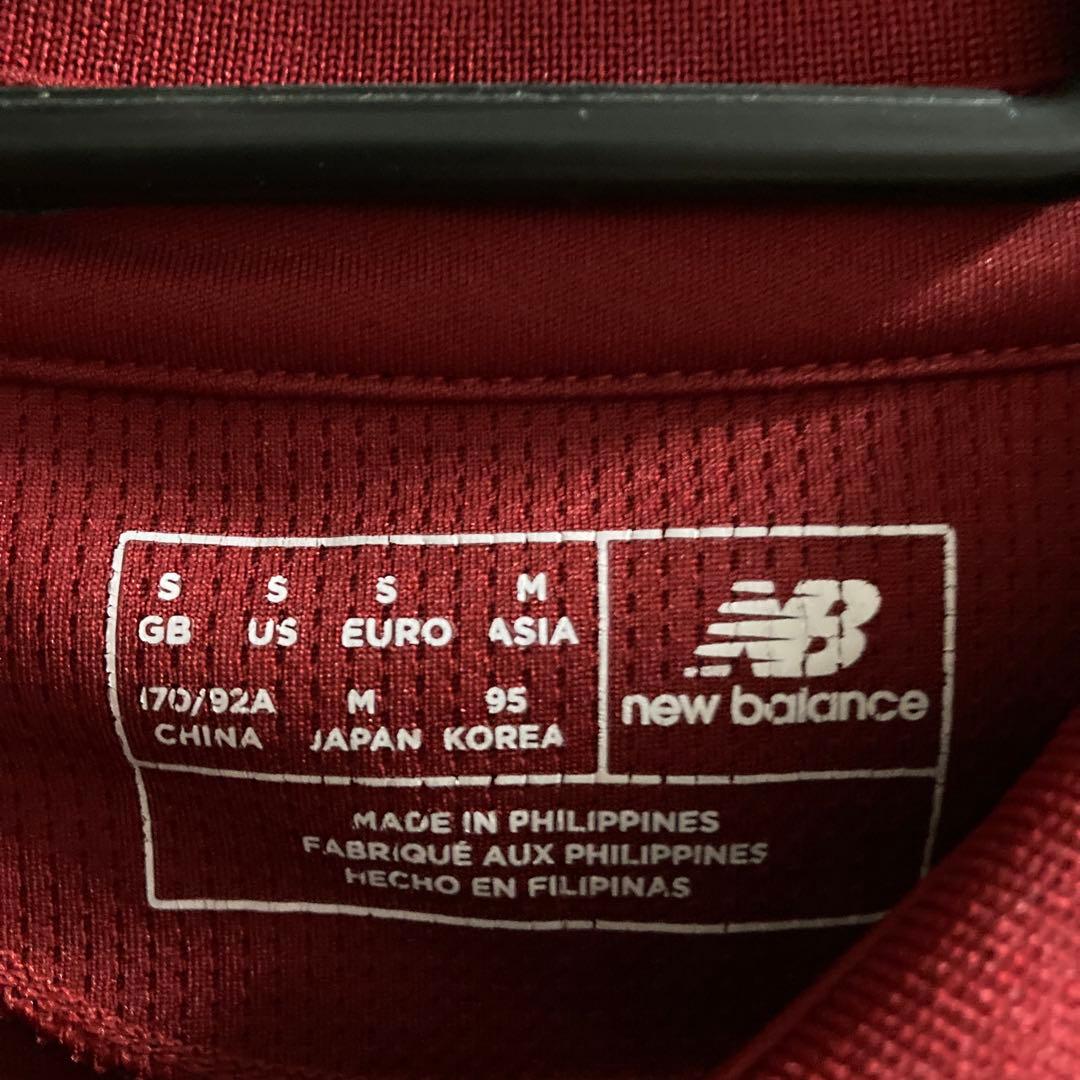 S S S M
GB US EURO ASIA
170/92A M 95
CHINA JAPAN KOREA
NB
new balance
MADE IN PHILIPPINES
FABRIQUÉ AUX PHILIPPINES
HECHO EN FILIPINAS